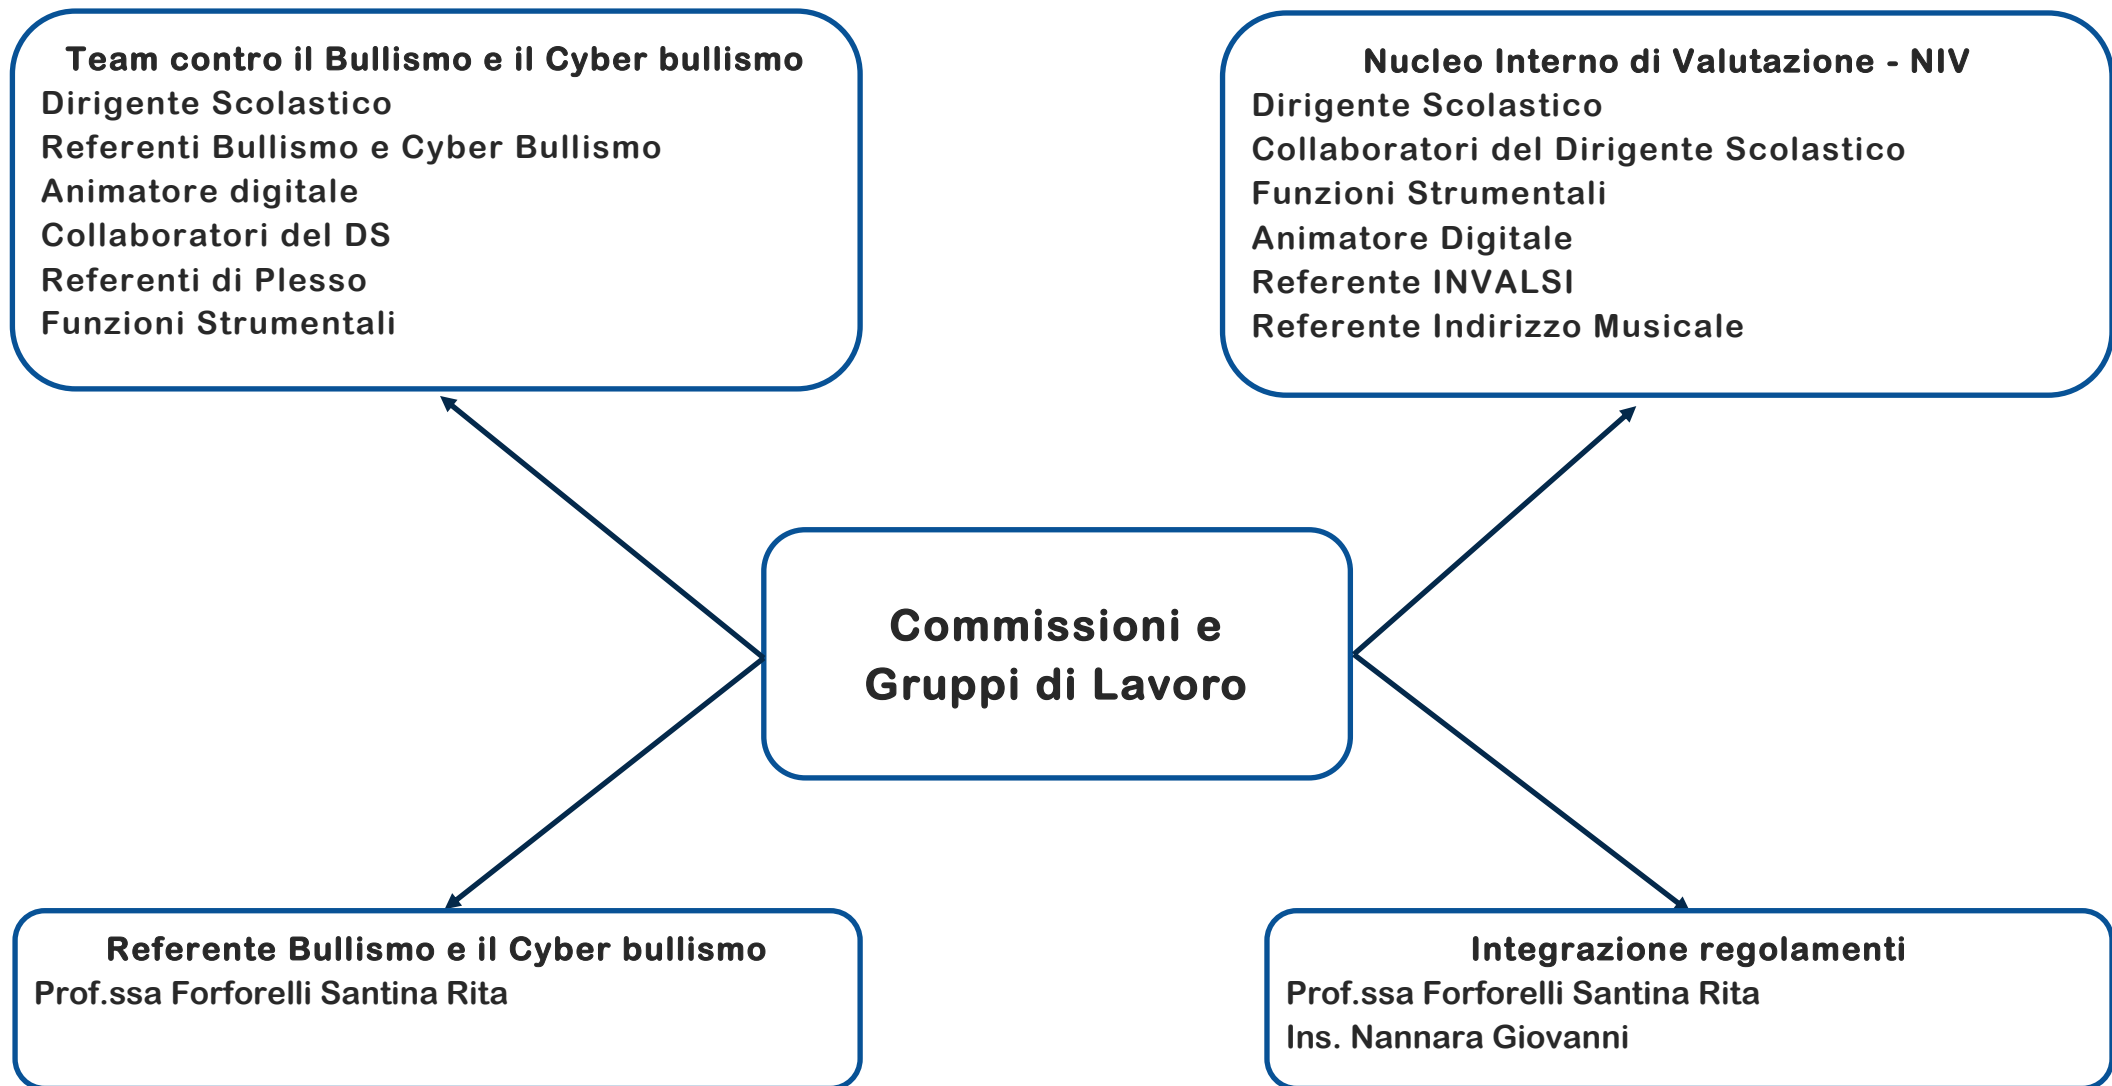 Team contro il Bullismo e il Cyber bullismo
Dirigente Scolastico
Referenti Bullismo e Cyber Bullismo
Animatore digitale
Collaboratori del DS
Referenti di Plesso
Funzioni Strumentali
Nucleo Interno di Valutazione - NIV
Dirigente Scolastico
Collaboratori del Dirigente Scolastico
Funzioni Strumentali
Animatore Digitale
Referente INVALSI
Referente Indirizzo Musicale
Commissioni e
Gruppi di Lavoro
Referente Bullismo e il Cyber bullismo
Prof.ssa Forforelli Santina Rita
Integrazione regolamenti
Prof.ssa Forforelli Santina Rita
Ins. Nannara Giovanni